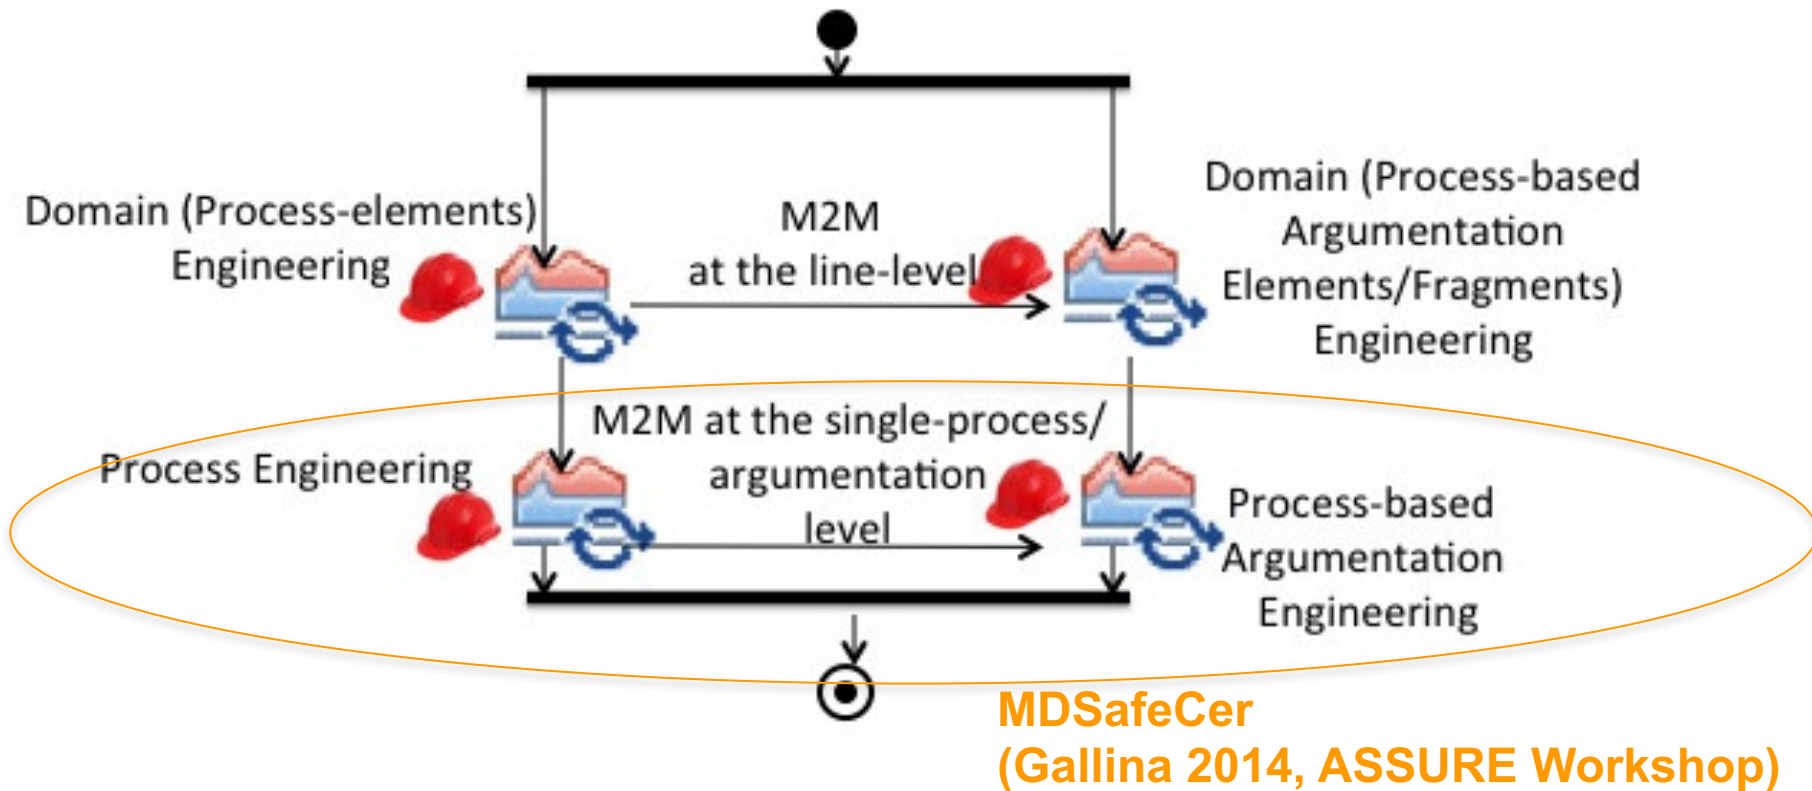 Domain (Process-elements)
Engineering
M2M
at the line-level
Domain (Process-based
Argumentation
Elements/Fragments)
Engineering
Process Engineering
M2M at the single-process/
argumentation
level
Process-based
Argumentation
Engineering
MDSafeCer
(Gallina 2014, ASSURE Workshop)